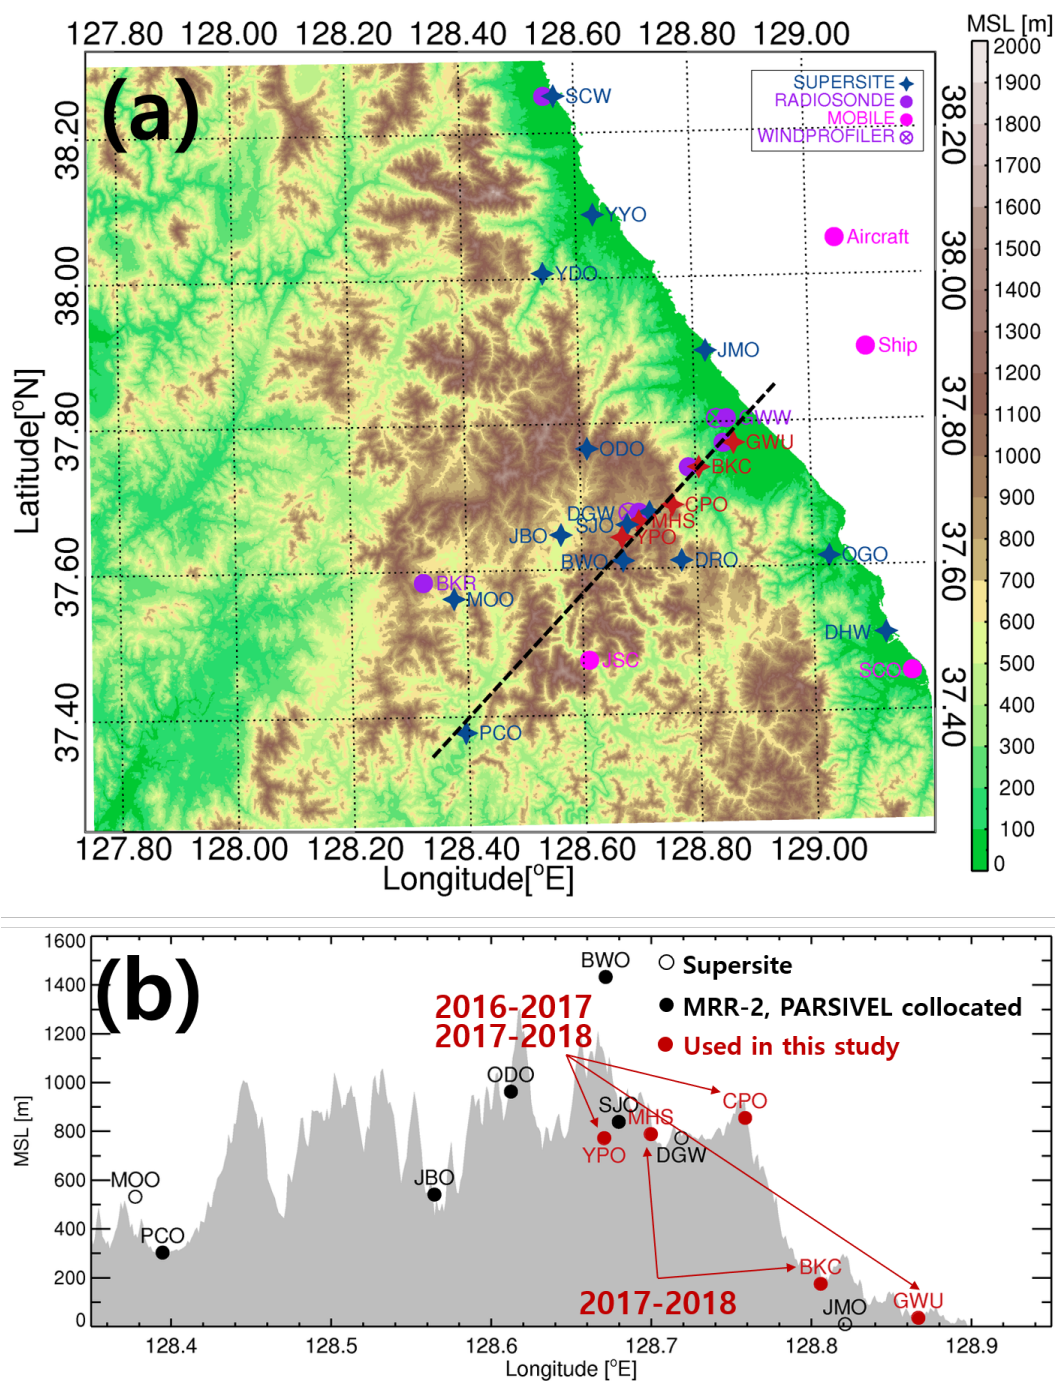 127.80 128.00 128.20 128.40 128.60 128.80 129.00
MSL [m]
(a)
SUPERSITE
RADIOSONDE
MOBILE
WINDPROFILER
SCW
YYO
Aircraft
YDO
Ship
JMO
GWW
GWU
ODO
BKC
CPO
DGW
MHS
SJO
JBO
YPO
BWO
DRO
OGO
BKR
MOO
DHW
JSC
SCO
PCO
38.20
38.00
37.80
37.60
37.40
Latitude[°N]
38.20
38.00
37.80
37.60
37.40
2000
1900
1800
1700
1600
1500
1400
1300
1200
1100
1000
900
800
700
600
500
400
300
200
100
0
127.80 128.00 128.20 128.40 128.60 128.80 129.00
Longitude[°E]
(b)
1600
1400
1200
1000
800
600
400
200
0
MSL [m]
BWO
Supersite
2016-2017
2017-2018
MRR-2, PARSIVEL collocated
Used in this study
ODO
CPO
SJO
MHS
YPO
DGW
MOO
JBO
PCO
BKC
2017-2018
JMO
GWU
128.4 128.5 128.6 128.7 128.8 128.9
Longitude [°E]